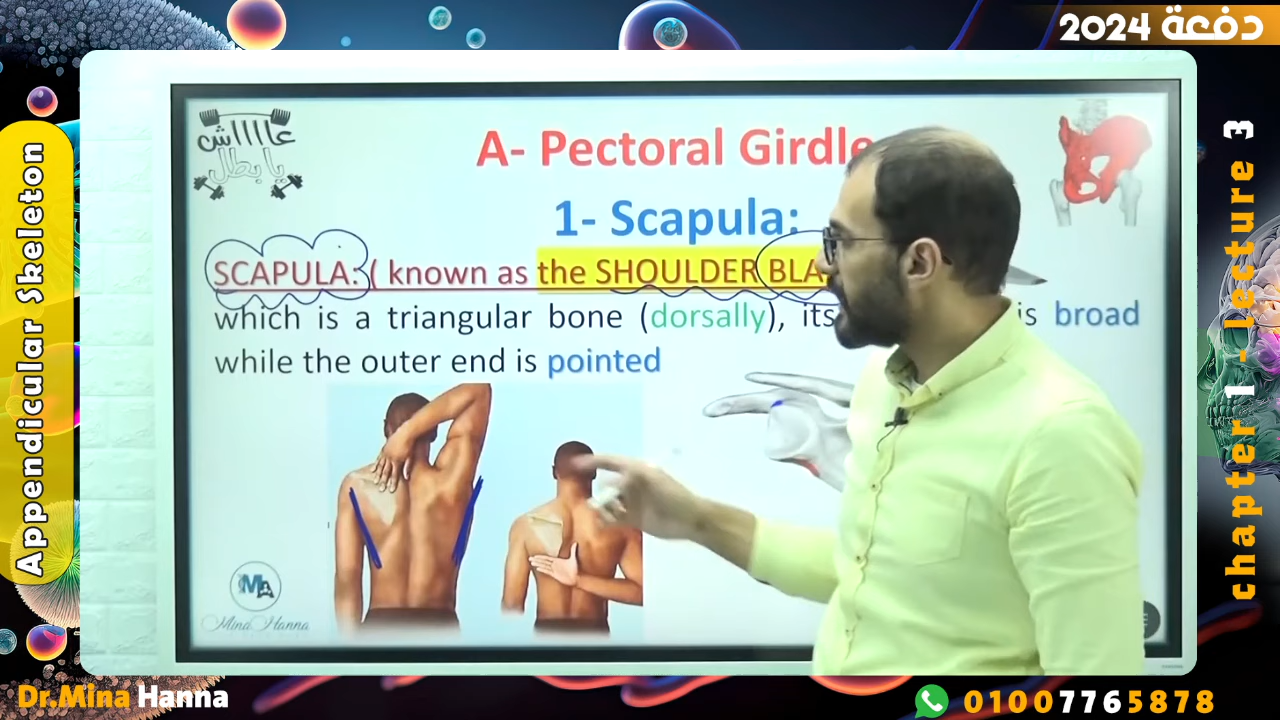 دفعة 2024
Appendicular Skeleton
عااااش
يا بطل
A- Pectoral Girdle
1- Scapula:
SCAPULA: ( known as the SHOULDER BLA
which is a triangular bone (dorsally), its is broad
while the outer end is pointed
MA
Mina Hanna
chapter 1 - Lecture 3
Dr.Mina Hanna
01007765878